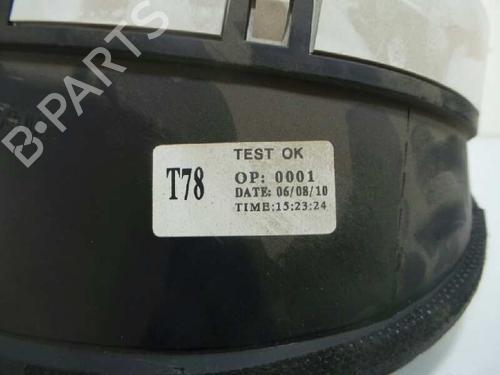 B-PARTS
TEST OK
T78
OP: 0001
DATE: 06/08/10
TIME:15:23:24